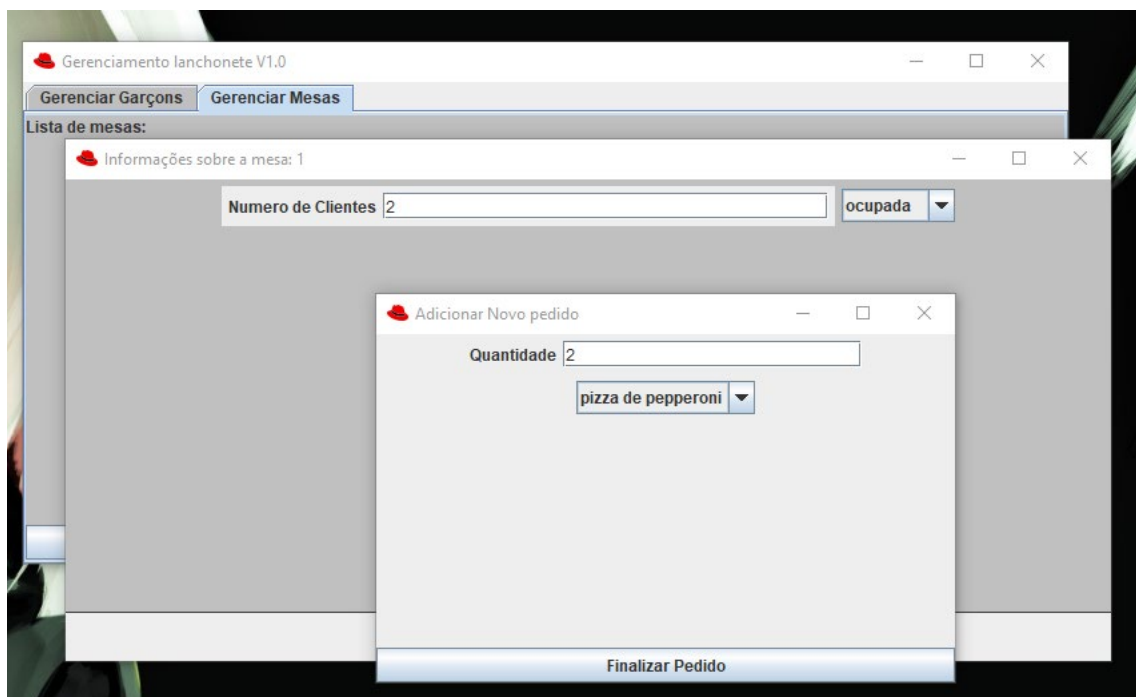 Gerenciamento lanchonete V1.0
Gerenciar Garçons Gerenciar Mesas
Lista de mesas:
Informações sobre a mesa: 1
Numero de Clientes 2 ocupada
Adicionar Novo pedido
Quantidade 2
pizza de pepperoni
Finalizar Pedido